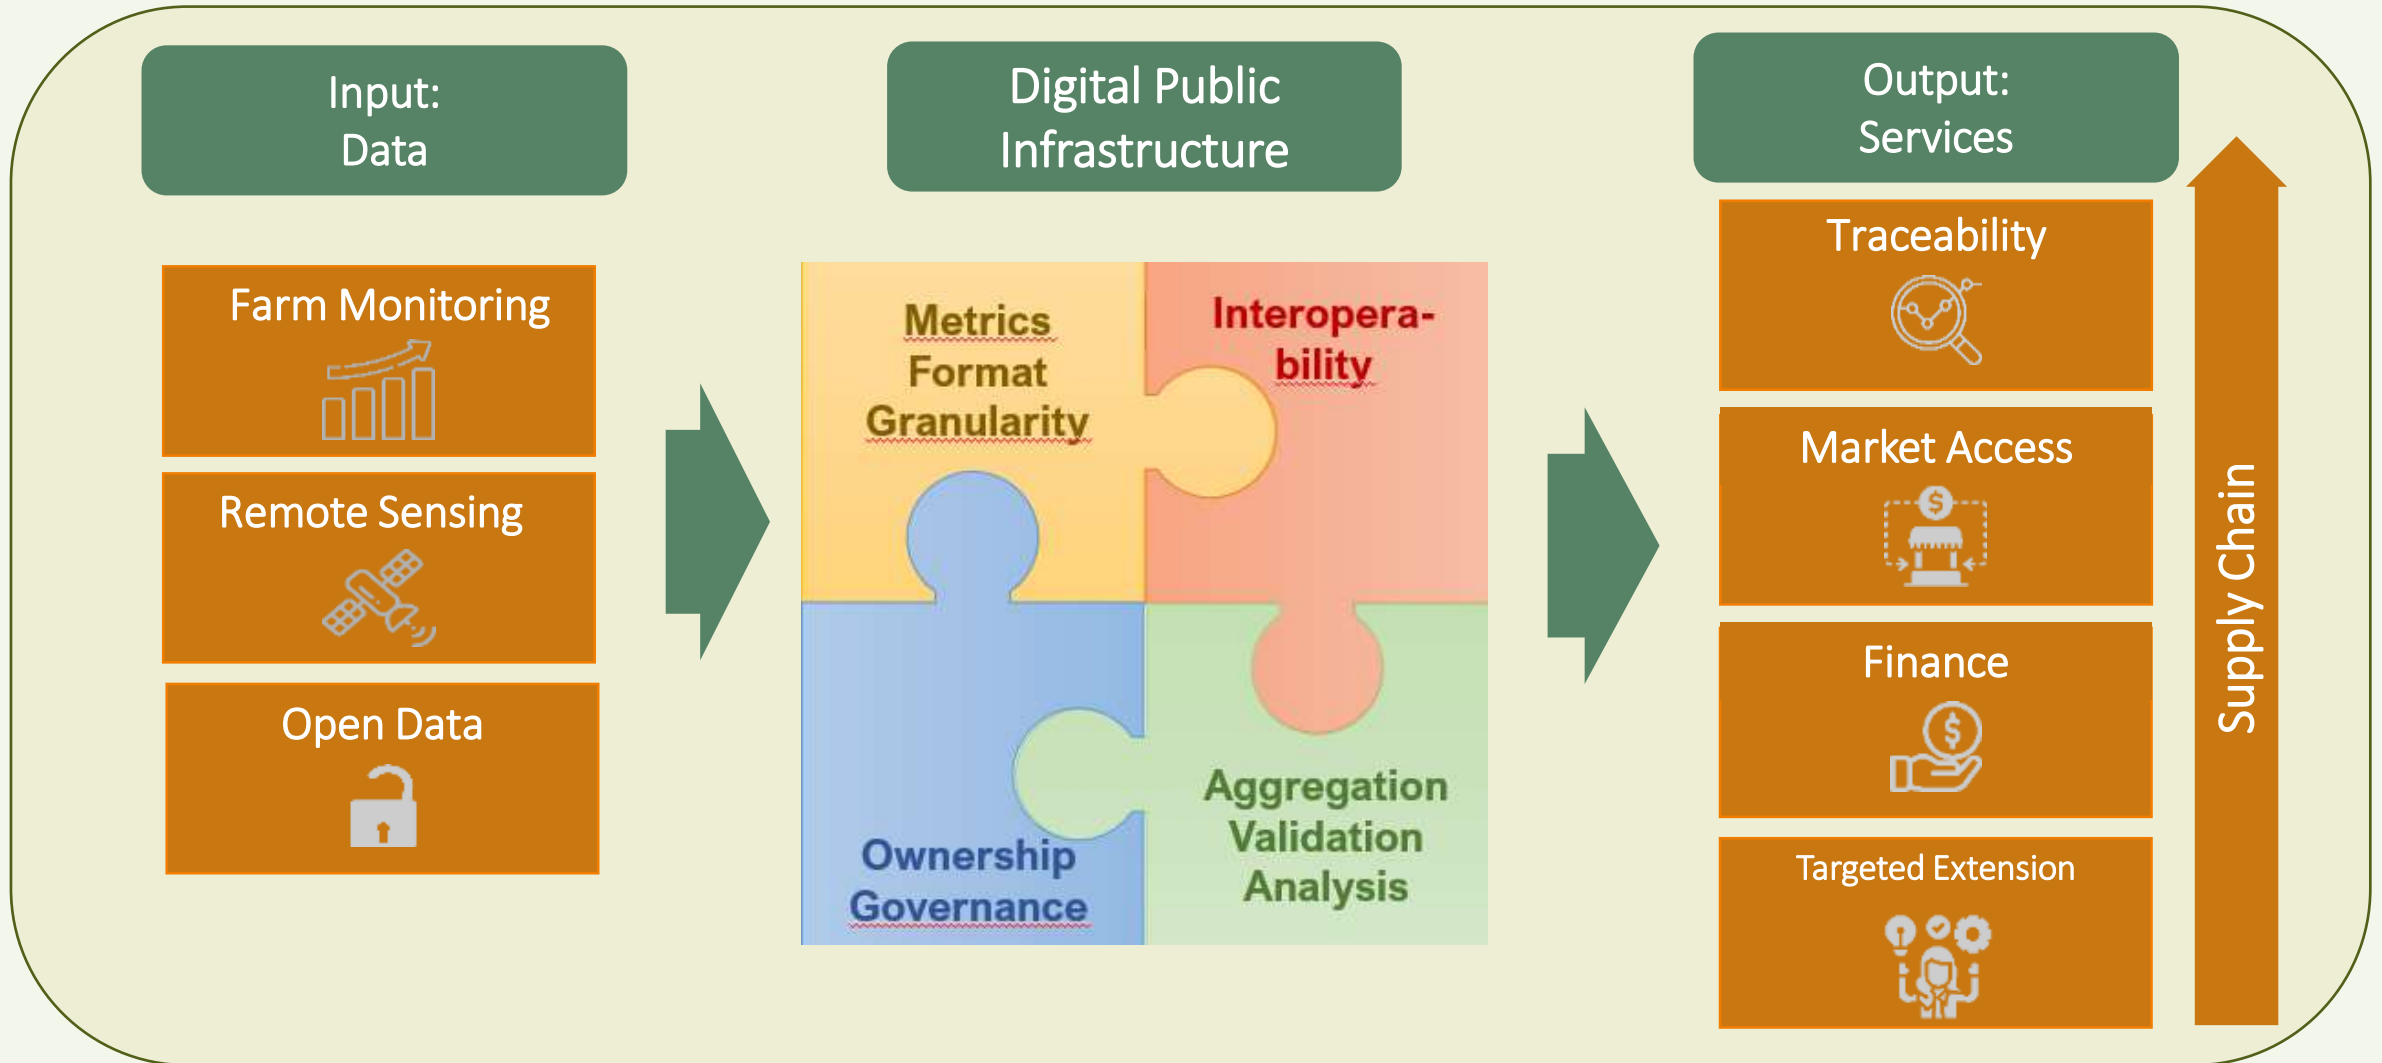 Input:
Data
Farm Monitoring
Remote Sensing
Open Data
Digital Public
Infrastructure
Metrics
Format
Granularity
Interopera-
bility
Ownership
Governance
Aggregation
Validation
Analysis
Output:
Services
Traceability
Market Access
$
Finance
$
Targeted Extension
Supply Chain